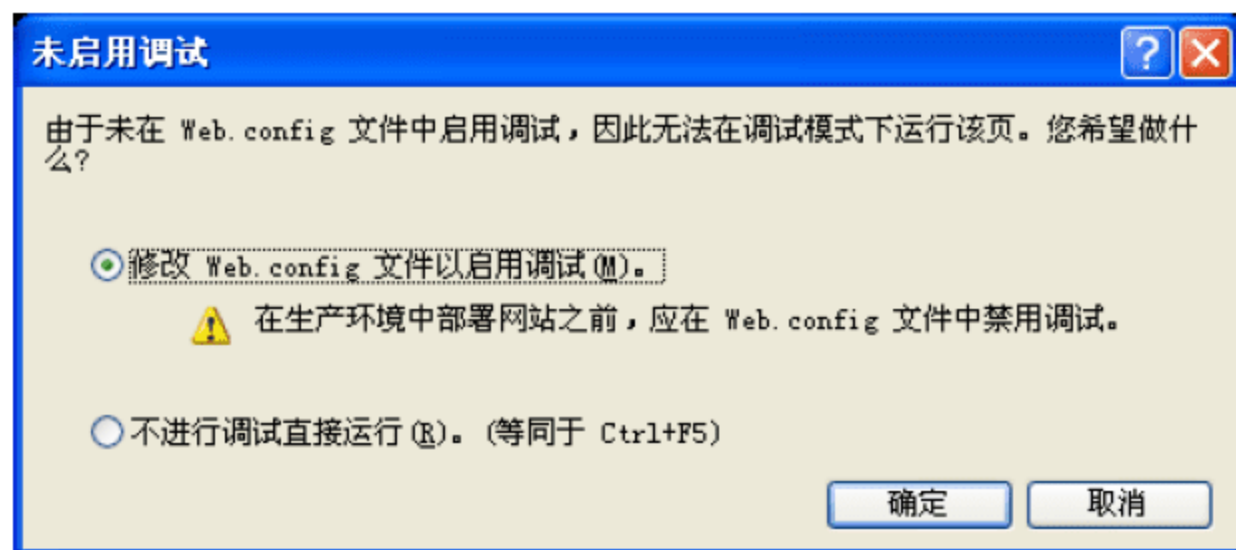 未启用调试
由于未在 Web.config 文件中启用调试，因此无法在调试模式下运行该页。您希望做什
么?
修改 Web.config 文件以启用调试(M)。
在生产环境中部署网站之前，应在 Web.config 文件中禁用调试。
不进行调试直接运行(R)。(等同于 Ctrl+F5)
确定 取消